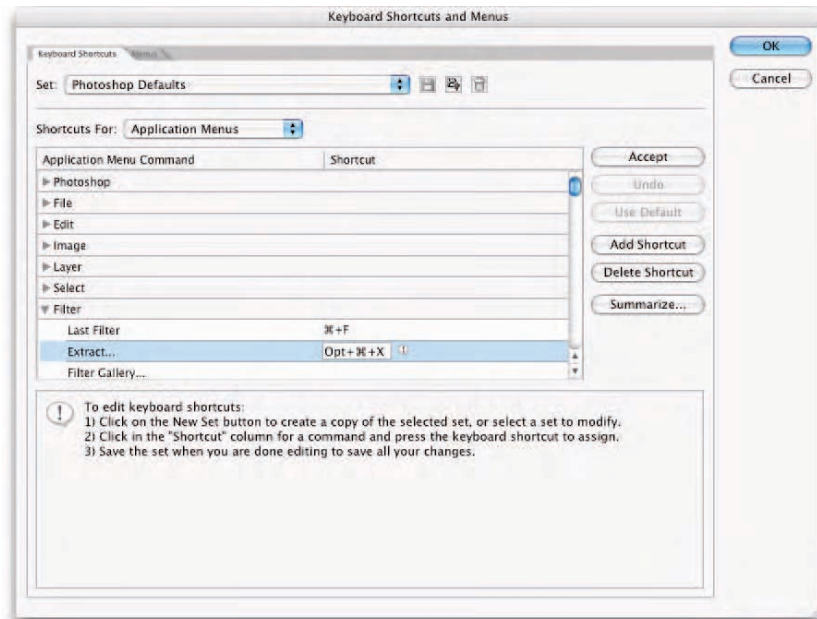 Keyboard Shortcuts and Menus
Keyboard Shortcuts Menus
OK
Set: Photoshop Defaults
Cancel
Shortcuts For: Application Menus
Application Menu Command Shortcut
Accept
Photoshop
Undo
File
Use Default
Edit
Image
Add Shortcut
Layer
Delete Shortcut
Select
Filter
Summarize...
Last Filter ⌘+F
Extract... Opt+⌘+X
Filter Gallery...
To edit keyboard shortcuts:
1) Click on the New Set button to create a copy of the selected set, or select a set to modify.
2) Click in the "Shortcut" column for a command and press the keyboard shortcut to assign.
3) Save the set when you are done editing to save all your changes.